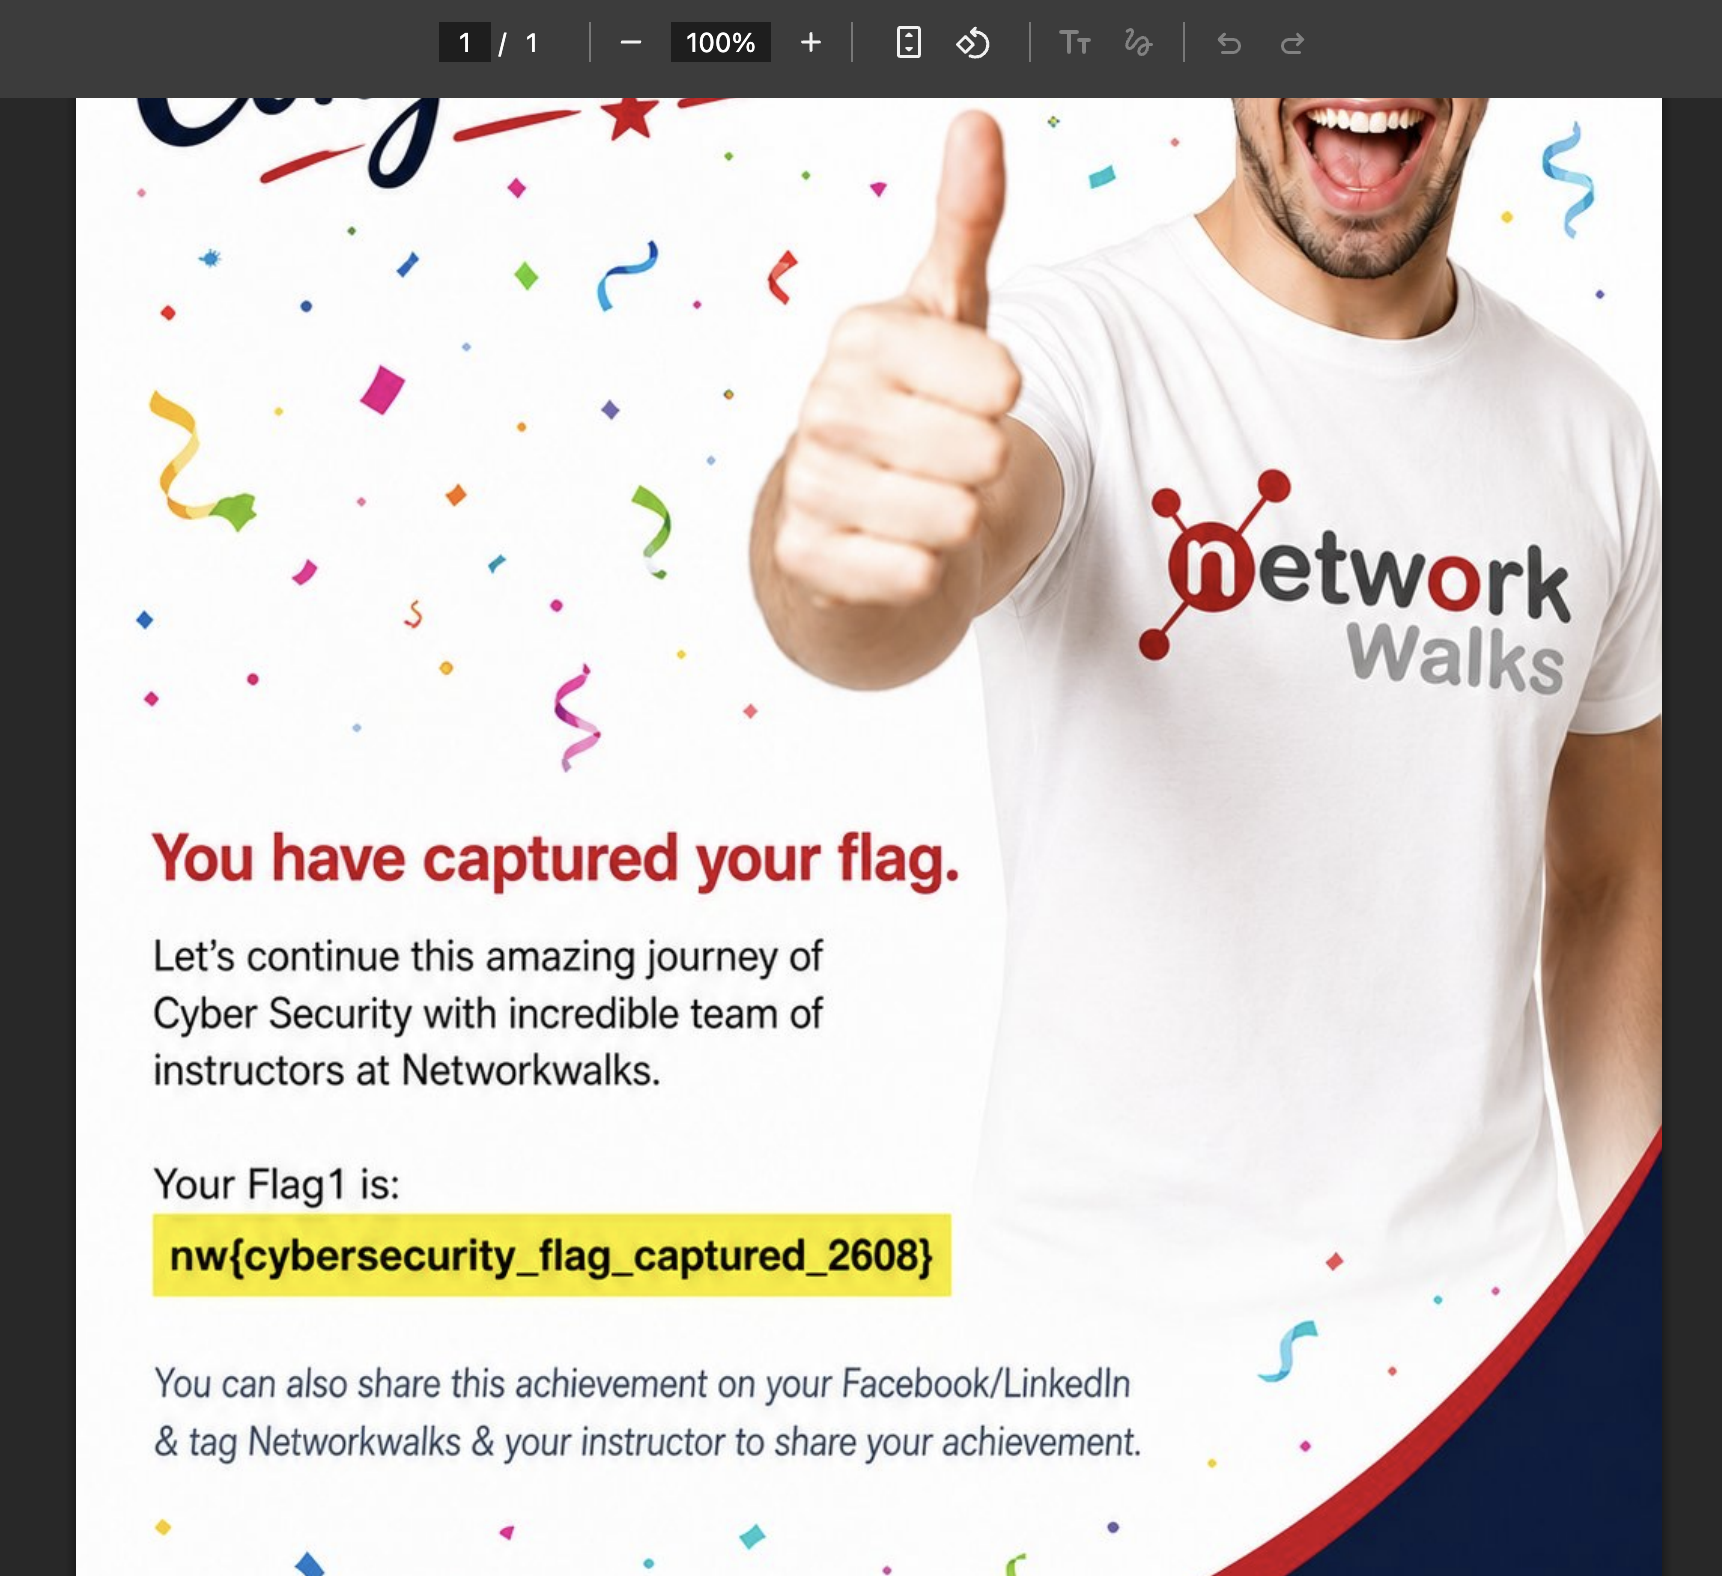 1 / 1
100%
network
Walks
You have captured your flag.
Let’s continue this amazing journey of
Cyber Security with incredible team of
instructors at Networkwalks.
Your Flag1 is:
nw{cybersecurity_flag_captured_2608}
You can also share this achievement on your Facebook/LinkedIn
& tag Networkwalks & your instructor to share your achievement.